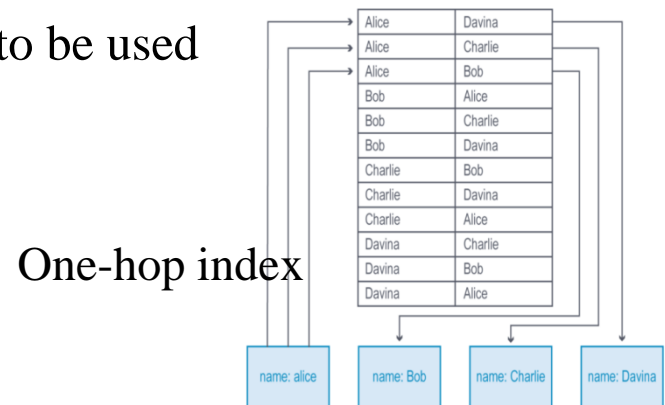 to be used
Alice Davina
Alice Charlie
Alice Bob
Bob Alice
Bob Charlie
Bob Davina
Charlie Bob
Charlie Davina
Charlie Alice
Davina Charlie
Davina Bob
Davina Alice
One-hop index
name: alice
name: Bob
name: Charlie
name: Davina